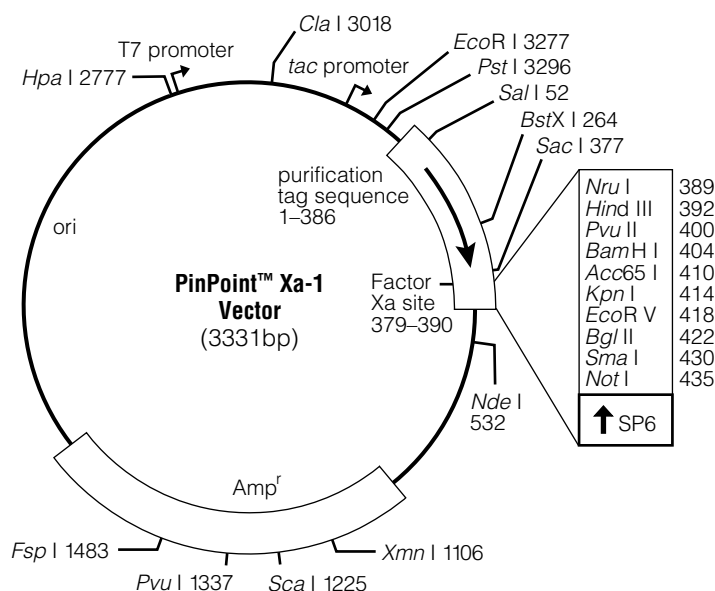 Cla I 3018
T7 promoter
Hpa I 2777
tac promoter
EcoR I 3277
Pst I 3296
Sal I 52
BstX I 264
Sac I 377
purification
tag sequence
1–386
ori
PinPoint™ Xa-1
Vector
(3331bp)
Factor
Xa site
379–390
Nru I 389
Hind III 392
Pvu II 400
BamH I 404
Acc65 I 410
Kpn I 414
EcoR V 418
Bgl II 422
Sma I 430
Not I 435
SP6
Nde I
532
Ampr
Fsp I 1483
Pvu I 1337
Sca I 1225
Xmn I 1106